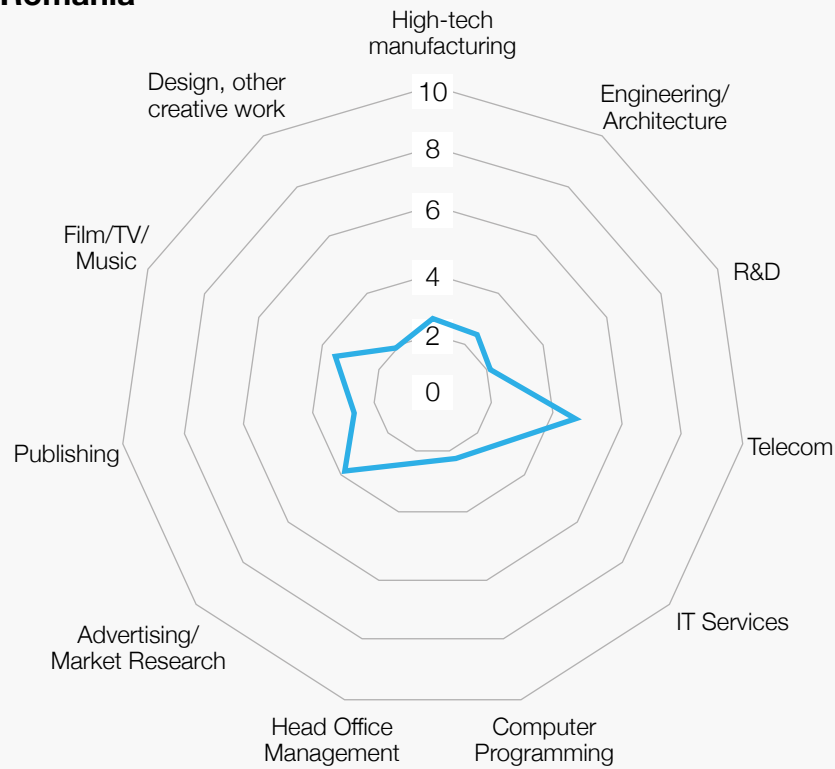 Romania
High-tech
manufacturing
Design, other
creative work
Engineering/
Architecture
Film/TV/
Music
R&D
10
8
6
4
2
0
Publishing
Telecom
Advertising/
Market Research
IT Services
Head Office
Management
Computer
Programming